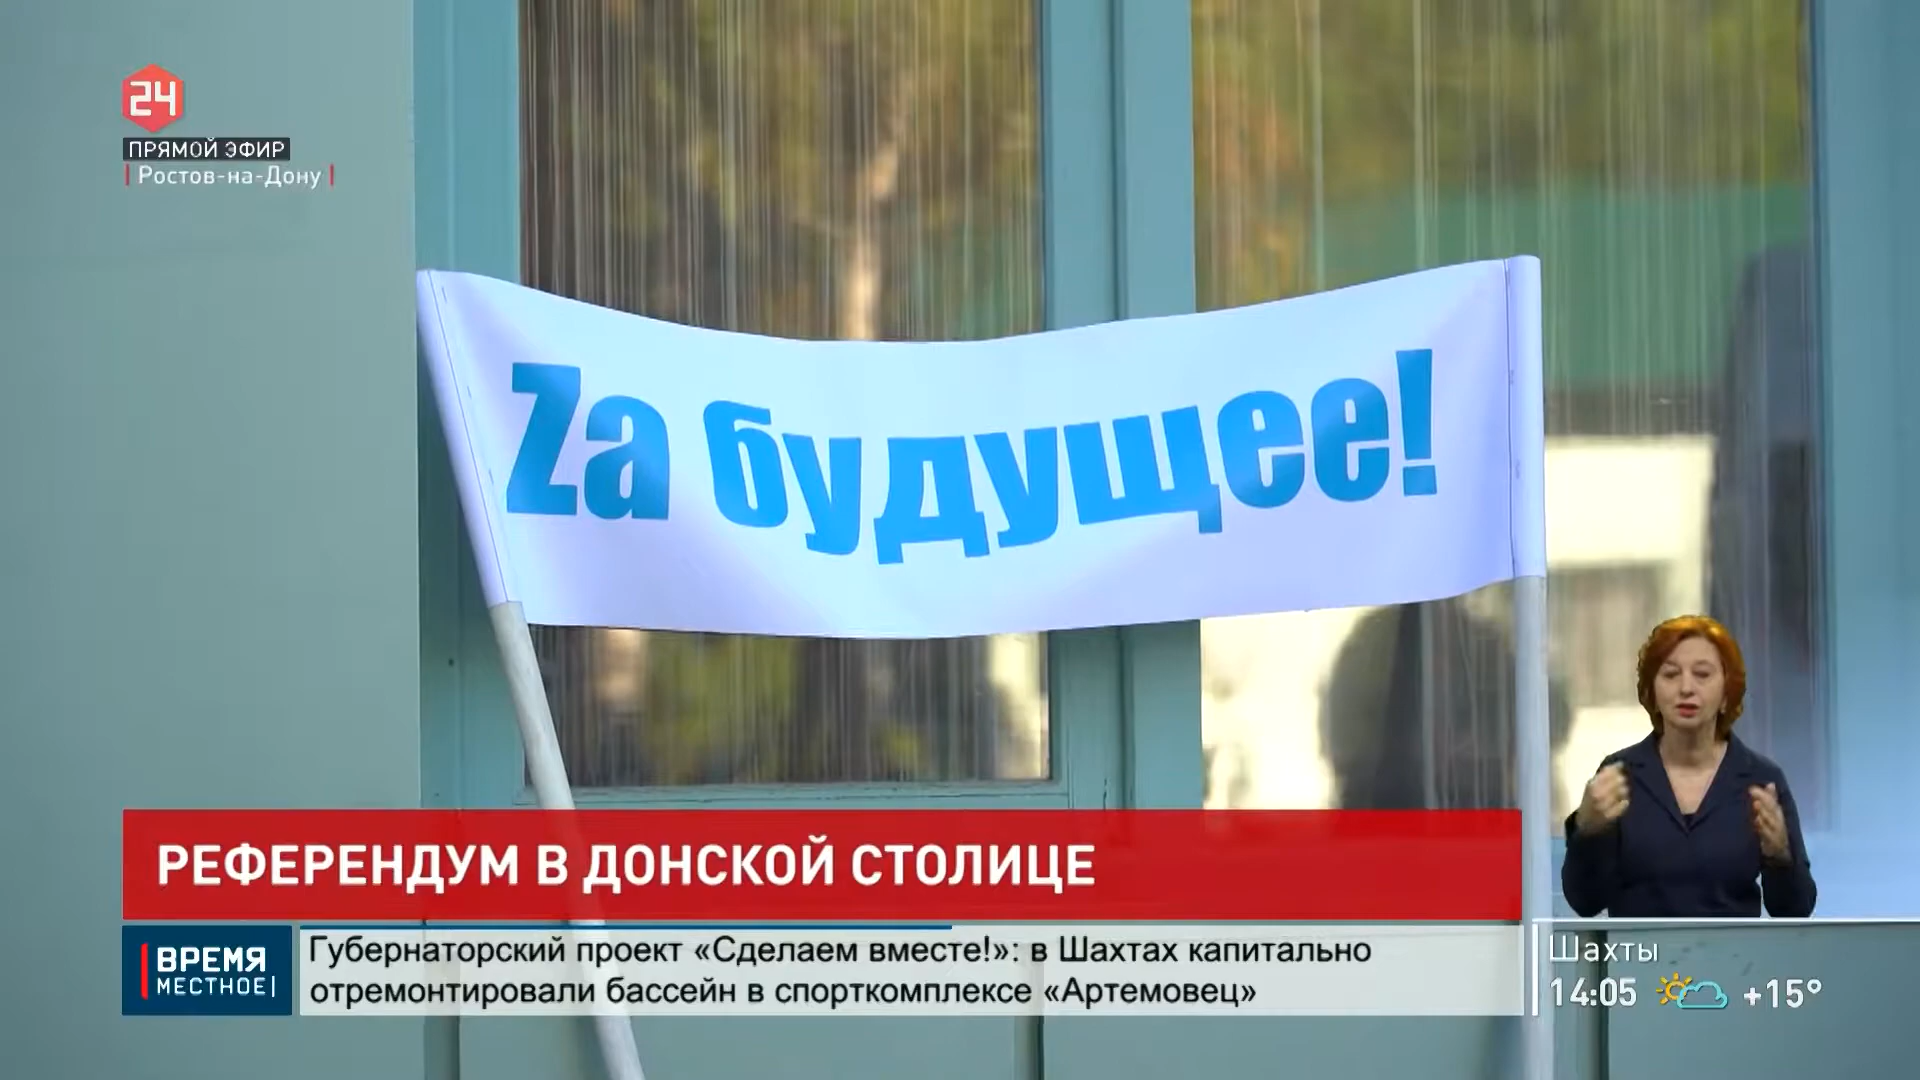 24
ПРЯМОЙ ЭФИР
Ростов-на-Дону
Zа будущее!
РЕФЕРЕНДУМ В ДОНСКОЙ СТОЛИЦЕ
ВРЕМЯ
МЕСТНОЕ
Губернаторский проект «Сделаем вместе!»: в Шахтах капитально
отремонтировали бассейн в спорткомплексе «Артемовец»
Шахты
14:05 +15°